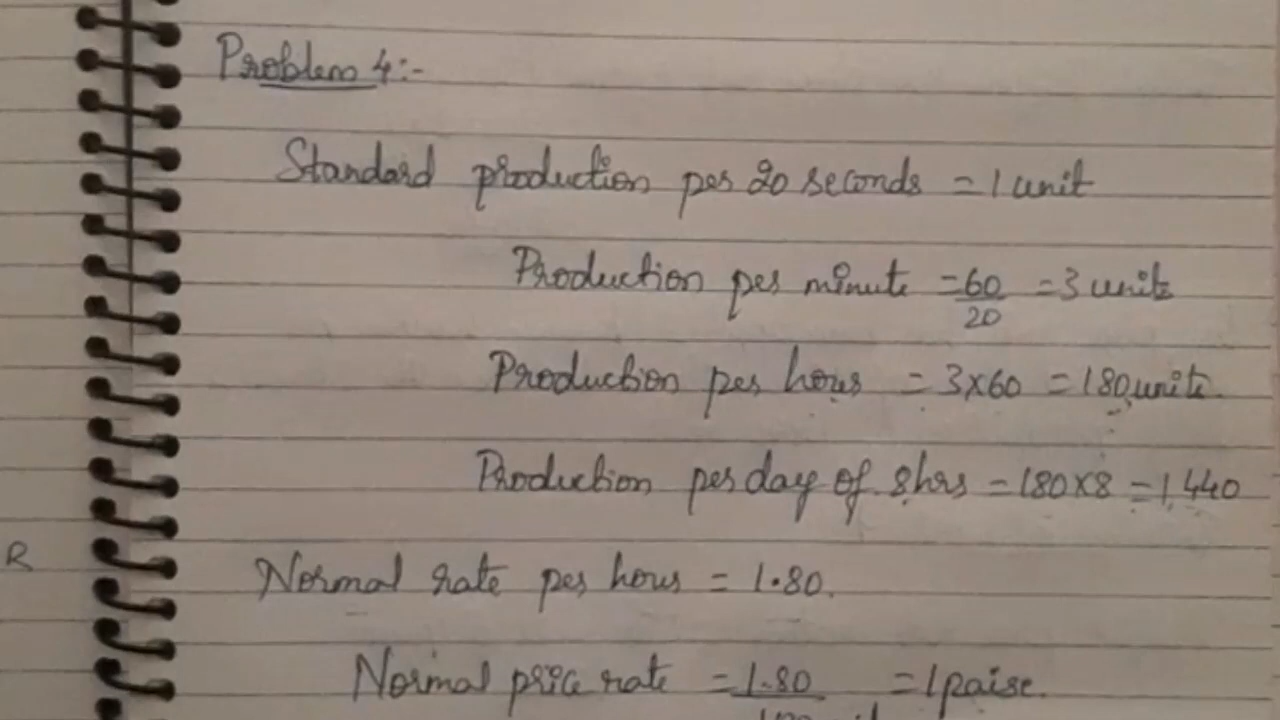 Problem 4:-
Standard production per 20 seconds = 1 unit
Production per minute = 60/20 = 3 units
Production per hour = 3x60 = 180 units.
Production per day of 8hrs = 180x8 = 1,440
R
Normal rate per hour = 1.80.
Normal price rate = 1.80 = 1 paise.